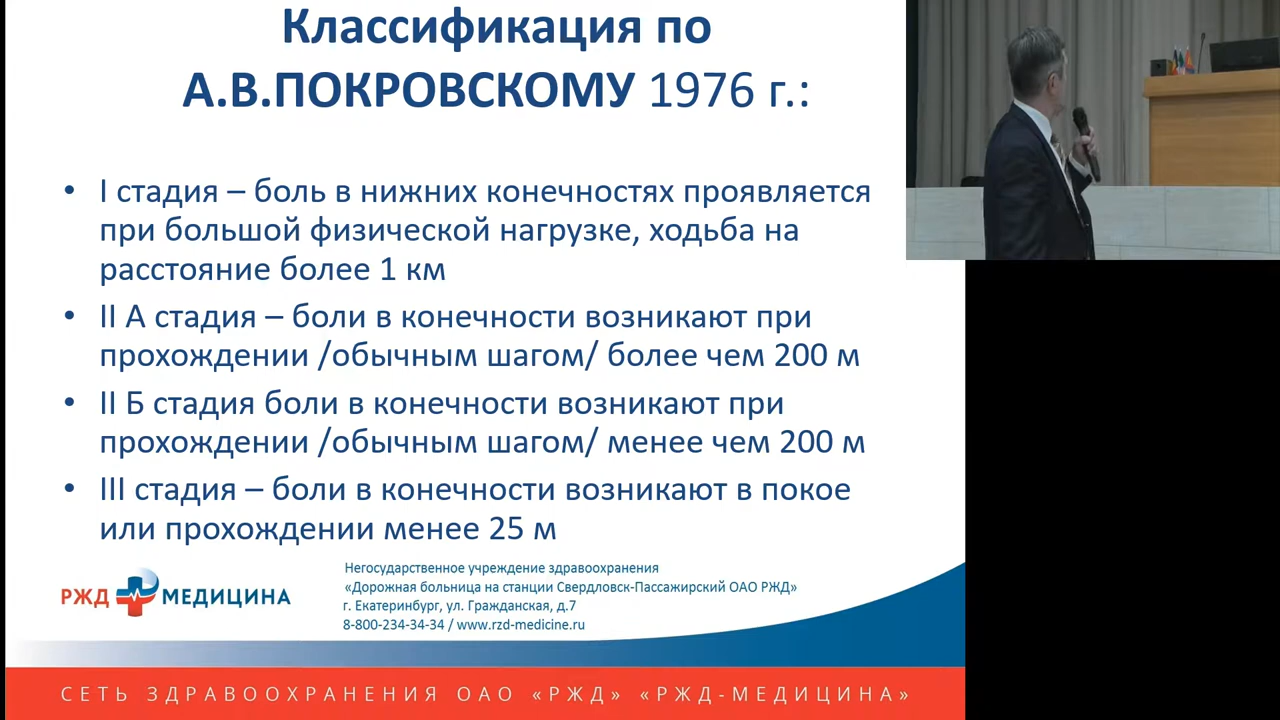 Классификация по
А.В.ПОКРОВСКОМУ 1976 г.:
• I стадия – боль в нижних конечностях проявляется
при большой физической нагрузке, ходьба на
расстояние более 1 км
• II А стадия – боли в конечности возникают при
прохождении /обычным шагом/ более чем 200 м
• II Б стадия боли в конечности возникают при
прохождении /обычным шагом/ менее чем 200 м
• III стадия – боли в конечности возникают в покое
или прохождении менее 25 м
РЖД МЕДИЦИНА
Негосударственное учреждение здравоохранения
«Дорожная больница на станции Свердловск-Пассажирский ОАО РЖД»
г. Екатеринбург, ул. Гражданская, д.7
8-800-234-34-34 / www.rzd-medicine.ru
СЕТЬ ЗДРАВООХРАНЕНИЯ ОАО «РЖД» «РЖД-МЕДИЦИНА»